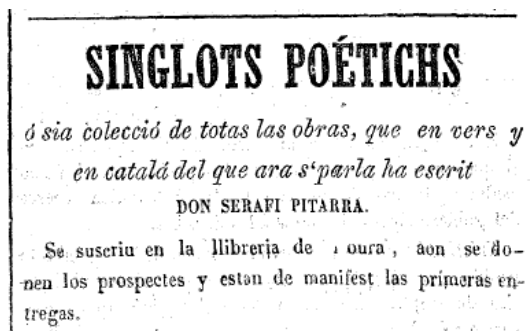 SINGLOTS POÉTICHS
ó sia colecció de totas las obras, que en vers y
en catalá del que ara s'parla ha escrit
DON SERAFI PITARRA.
Se suscriu en la llibreria de , aon se do-
nen los prospectes y estan de manifest las primeras en-
tregas.